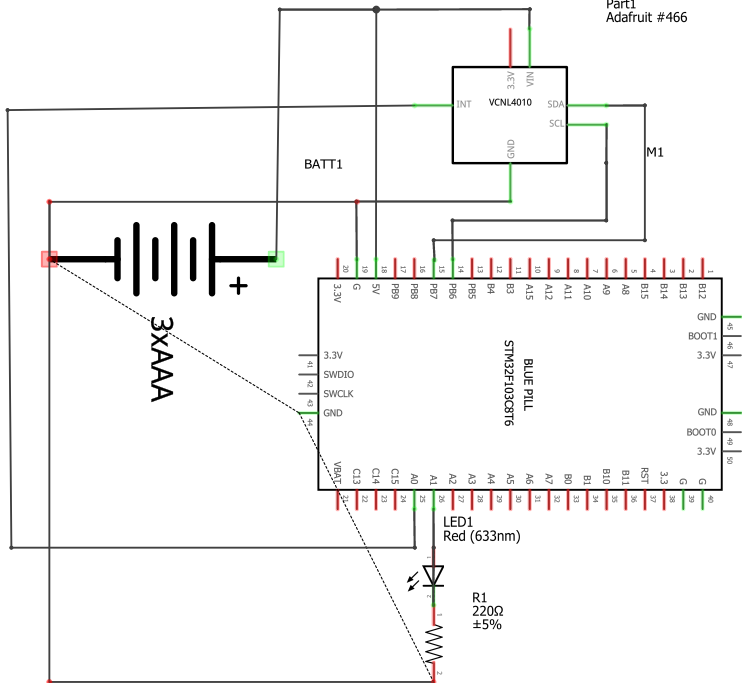 Part1
Adafruit #466
3.3V
VIN
VCNL4010
INT
SDA
SCL
GND
M1
BATT1
+
3xAAA
20
19
18
17
16
15
14
13
12
11
10
9
8
7
6
5
4
3
2
1
3.3V
G
5V
PB9
PB8
PB7
PB6
PB5
B4
B3
A15
A12
A11
A10
A9
A8
B15
B14
B13
B12
BLUE PILL
STM32F103C8T6
3.3V
41
SWDIO
42
SWCLK
43
GND
44
GND
45
BOOT1
46
3.3V
47
GND
48
BOOT0
49
3.3V
50
VBAT
C13
C14
C15
A0
A1
A2
A3
A4
A5
A6
A7
B0
B1
B10
B11
RST
3.3
G
G
21
22
23
24
25
26
27
28
29
30
31
32
33
34
35
36
37
38
39
40
LED1
Red (633nm)
1
2
R1
220Ω
±5%
1
2